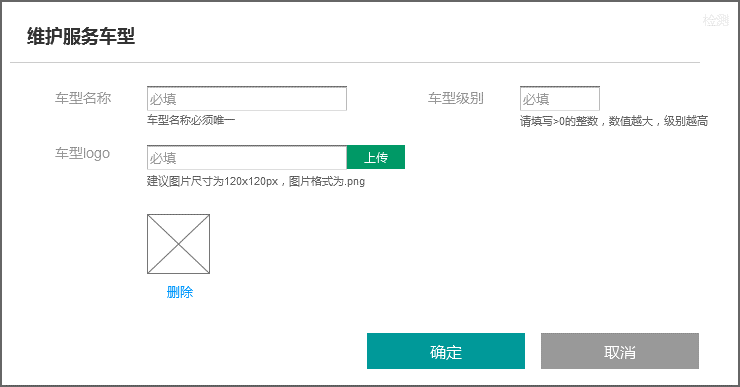 检测
维护服务车型
车型名称 必填 车型级别 必填
车型名称必须唯一 请填写>0的整数，数值越大，级别越高
车型logo 必填 上传
建议图片尺寸为120x120px，图片格式为.png
删除
确定 取消